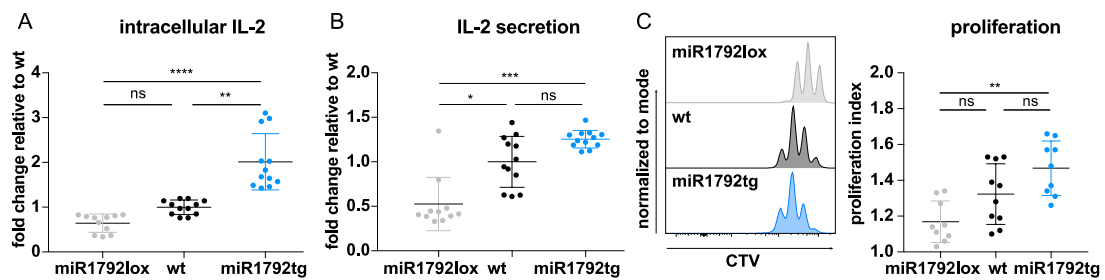 A
intracellular IL-2
fold change relative to wt
4
3
2
1
0
****
ns
**
miR1792lox
wt
miR1792tg
B
IL-2 secretion
fold change relative to wt
2.0
1.5
1.0
0.5
0.0
***
*
ns
miR1792lox
wt
miR1792tg
C
normalized to mode
miR1792lox
wt
miR1792tg
CTV
proliferation
proliferation index
2.0
1.8
1.6
1.4
1.2
1.0
**
ns
ns
miR1792lox
wt
miR1792tg